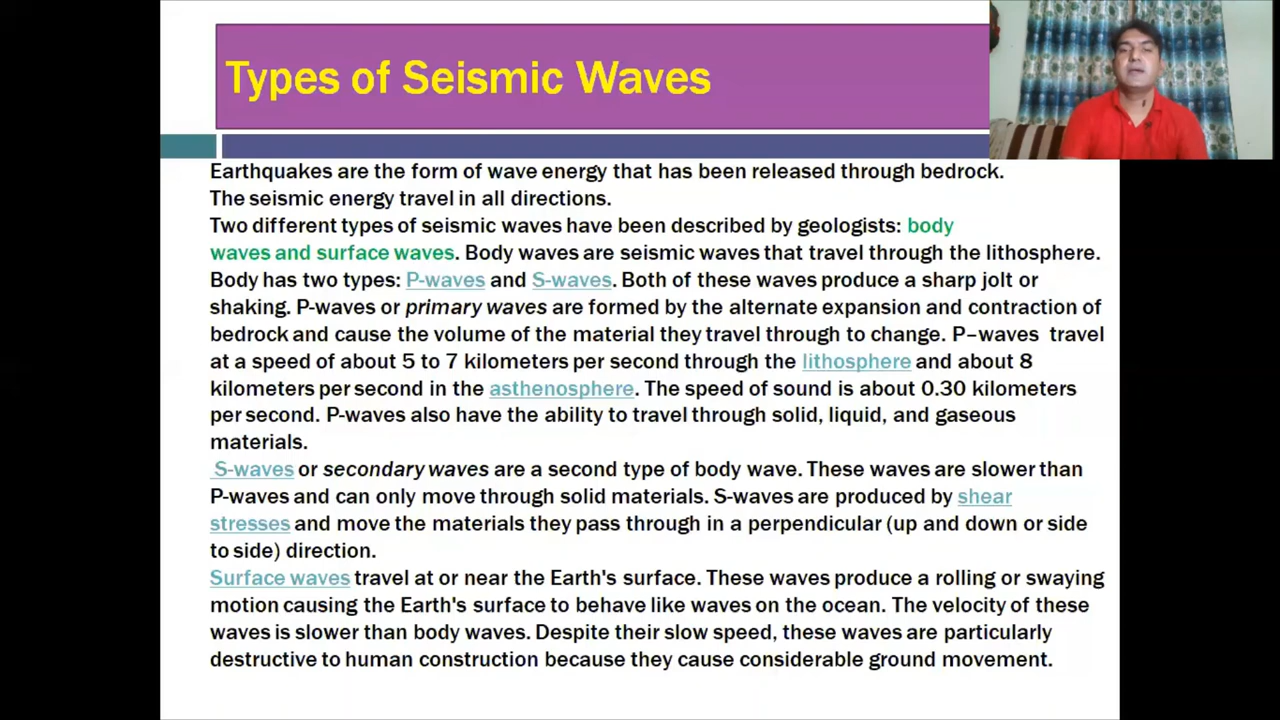 Types of Seismic Waves
Earthquakes are the form of wave energy that has been released through bedrock.
The seismic energy travel in all directions.
Two different types of seismic waves have been described by geologists: body
waves and surface waves. Body waves are seismic waves that travel through the lithosphere.
Body has two types: P-waves and S-waves. Both of these waves produce a sharp jolt or
shaking. P-waves or primary waves are formed by the alternate expansion and contraction of
bedrock and cause the volume of the material they travel through to change. P–waves travel
at a speed of about 5 to 7 kilometers per second through the lithosphere and about 8
kilometers per second in the asthenosphere. The speed of sound is about 0.30 kilometers
per second. P-waves also have the ability to travel through solid, liquid, and gaseous
materials.
S-waves or secondary waves are a second type of body wave. These waves are slower than
P-waves and can only move through solid materials. S-waves are produced by shear
stresses and move the materials they pass through in a perpendicular (up and down or side
to side) direction.
Surface waves travel at or near the Earth's surface. These waves produce a rolling or swaying
motion causing the Earth's surface to behave like waves on the ocean. The velocity of these
waves is slower than body waves. Despite their slow speed, these waves are particularly
destructive to human construction because they cause considerable ground movement.